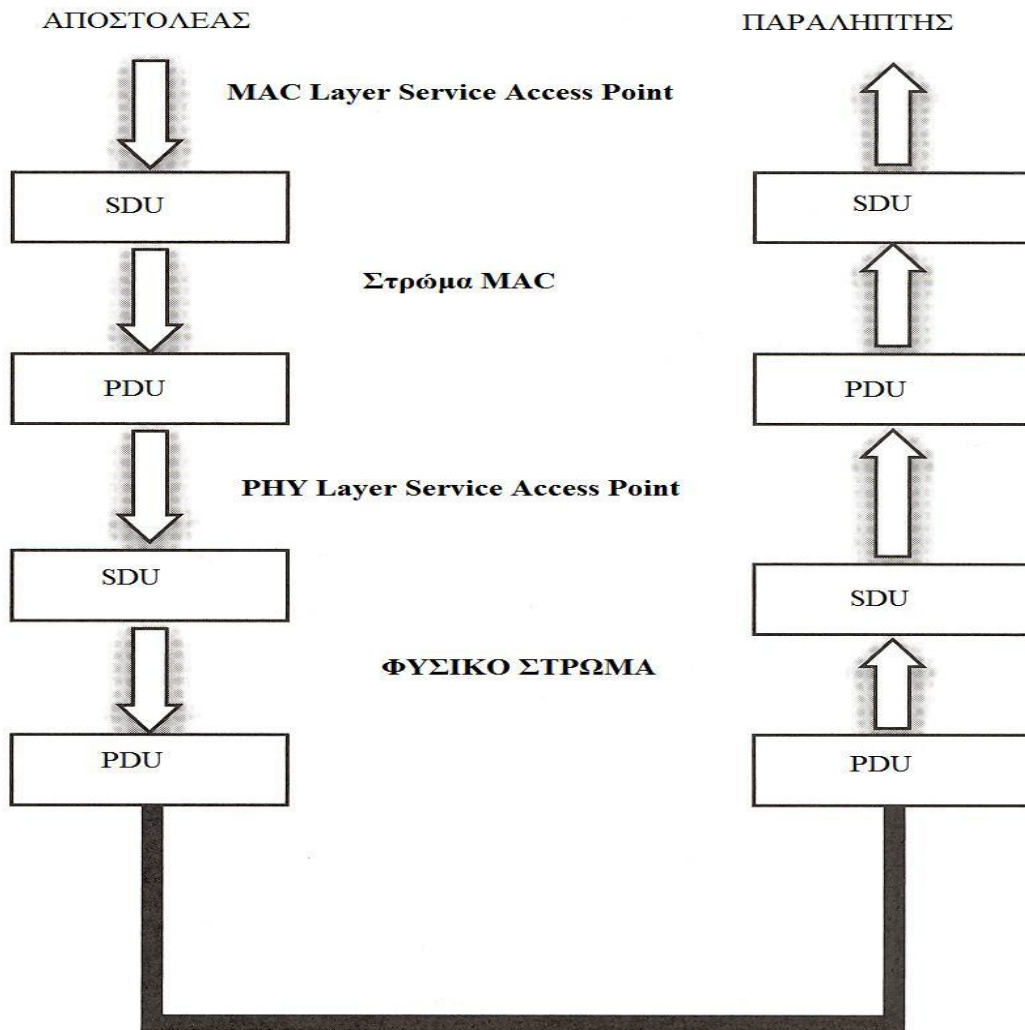 ΑΠΟΣΤΟΛΕΑΣ
ΠΑΡΑΛΗΠΤΗΣ
MAC Layer Service Access Point
SDU
SDU
Στρώμα MAC
PDU
PDU
PHY Layer Service Access Point
SDU
SDU
ΦΥΣΙΚΟ ΣΤΡΩΜΑ
PDU
PDU